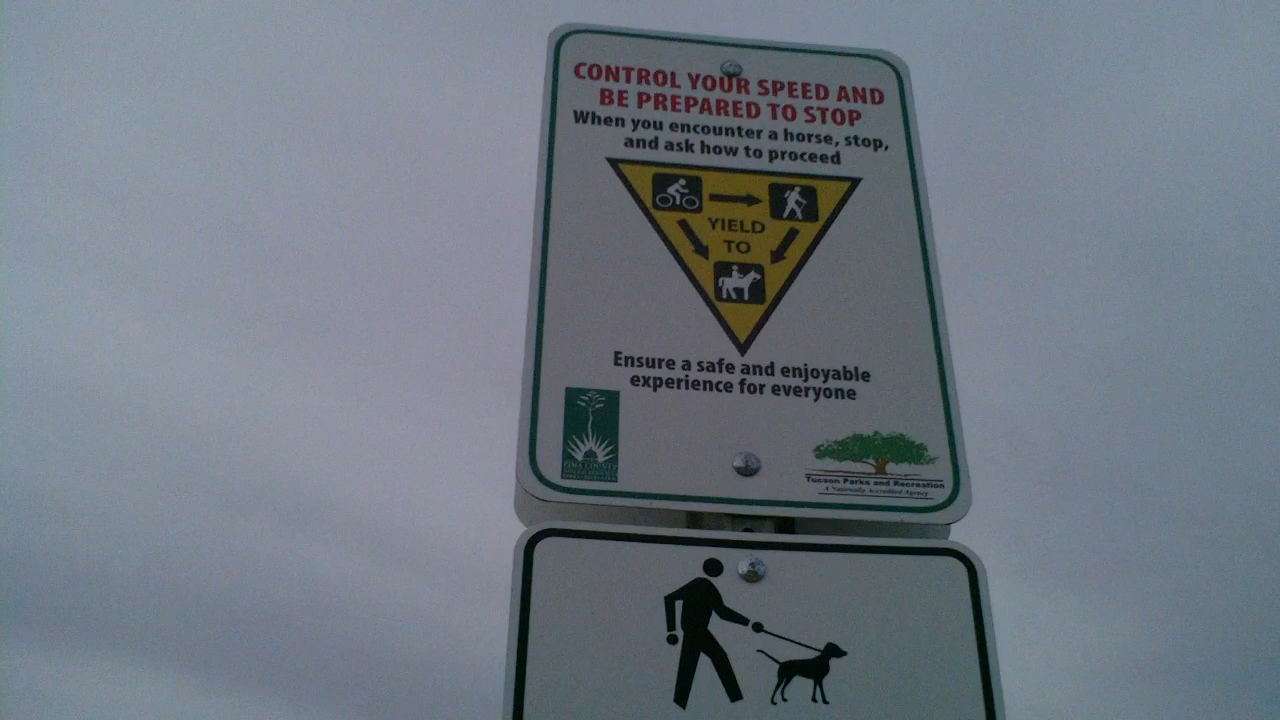 CONTROL YOUR SPEED AND
BE PREPARED TO STOP
When you encounter a horse, stop,
and ask how to proceed
YIELD
TO
Ensure a safe and enjoyable
experience for everyone
PIMA COUNTY
Tucson Parks and Recreation
A Nationally Accredited Agency